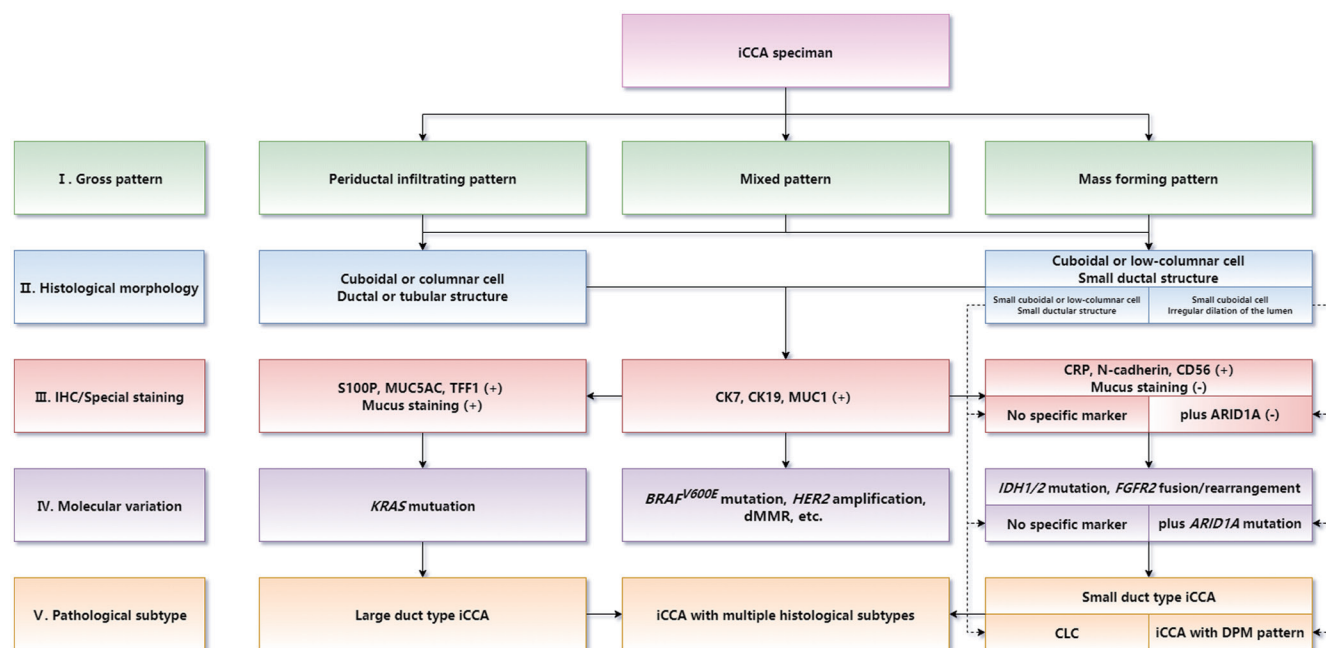 iCCA speciman
Ⅰ. Gross pattern
Periductal infiltrating pattern
Mixed pattern
Mass forming pattern
Ⅱ. Histological morphology
Cuboidal or columnar cell
Ductal or tubular structure
Cuboidal or low-columnar cell
Small ductal structure
Small cuboidal or low-columnar cell
Small ductular structure
Small cuboidal cell
Irregular dilation of the lumen
Ⅲ. IHC/Special staining
S100P, MUC5AC, TFF1 (+)
Mucus staining (+)
CK7, CK19, MUC1 (+)
CRP, N-cadherin, CD56 (+)
Mucus staining (-)
No specific marker
plus ARID1A (-)
Ⅳ. Molecular variation
KRAS mutuation
BRAF^V600E mutation, HER2 amplification,
dMMR, etc.
IDH1/2 mutation, FGFR2 fusion/rearrangement
No specific marker
plus ARID1A mutation
Ⅴ. Pathological subtype
Large duct type iCCA
iCCA with multiple histological subtypes
Small duct type iCCA
CLC
iCCA with DPM pattern